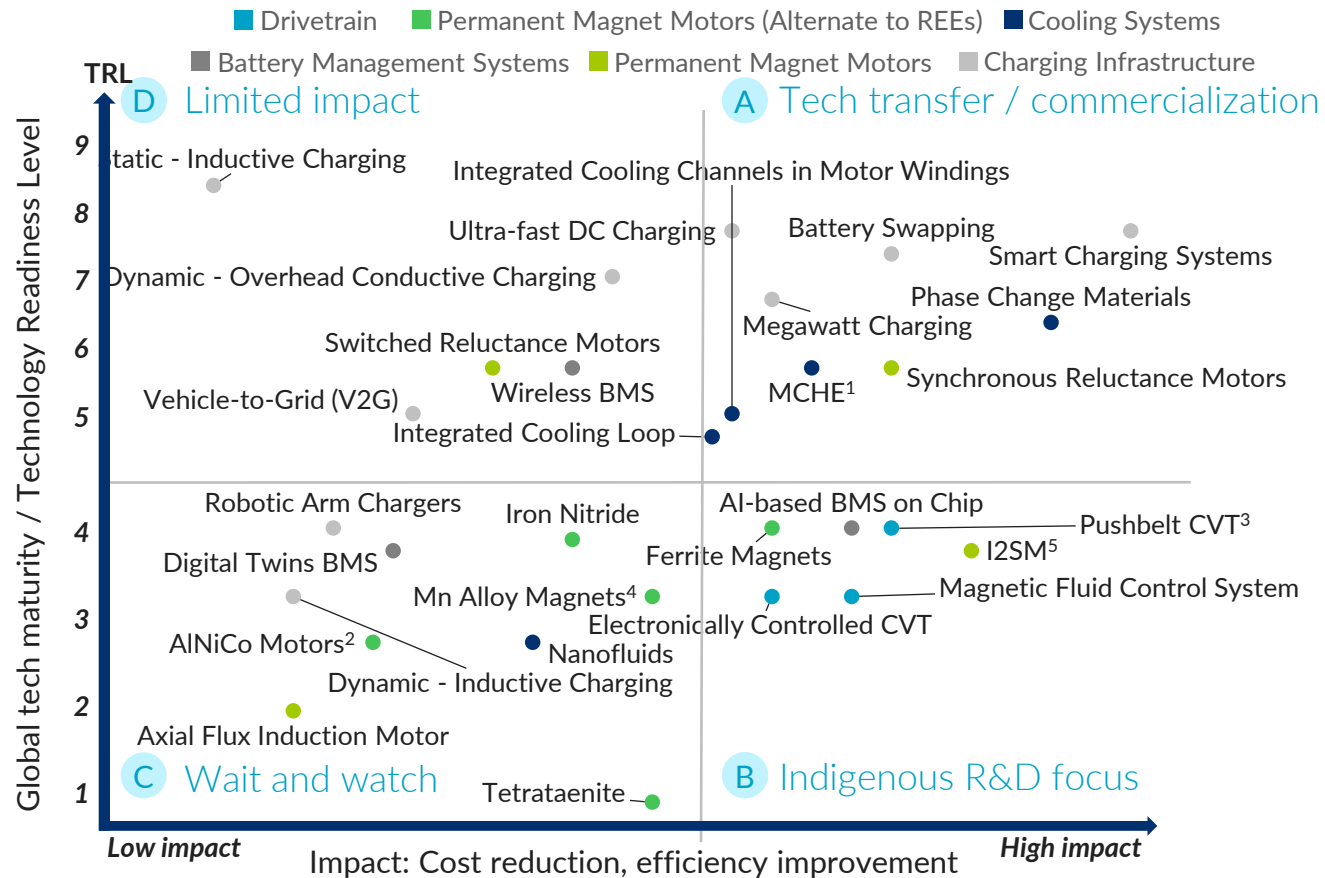 Drivetrain Permanent Magnet Motors (Alternate to REEs) Cooling Systems
Battery Management Systems Permanent Magnet Motors Charging Infrastructure
TRL
D Limited impact
A Tech transfer / commercialization
Global tech maturity / Technology Readiness Level
9
Static - Inductive Charging
Integrated Cooling Channels in Motor Windings
8
Ultra-fast DC Charging
Battery Swapping
Smart Charging Systems
7
Dynamic - Overhead Conductive Charging
Phase Change Materials
Megawatt Charging
6
Switched Reluctance Motors
Wireless BMS
MCHE¹
Synchronous Reluctance Motors
Vehicle-to-Grid (V2G)
5
Integrated Cooling Loop
Robotic Arm Chargers
Iron Nitride
AI-based BMS on Chip
4
Pushbelt CVT³
Ferrite Magnets
I2SM⁵
Digital Twins BMS
Mn Alloy Magnets⁴
Magnetic Fluid Control System
3
Electronically Controlled CVT
AlNiCo Motors²
Nanofluids
Dynamic - Inductive Charging
2
Axial Flux Induction Motor
C Wait and watch
B Indigenous R&D focus
1
Tetrataenite
Low impact
High impact
Impact: Cost reduction, efficiency improvement